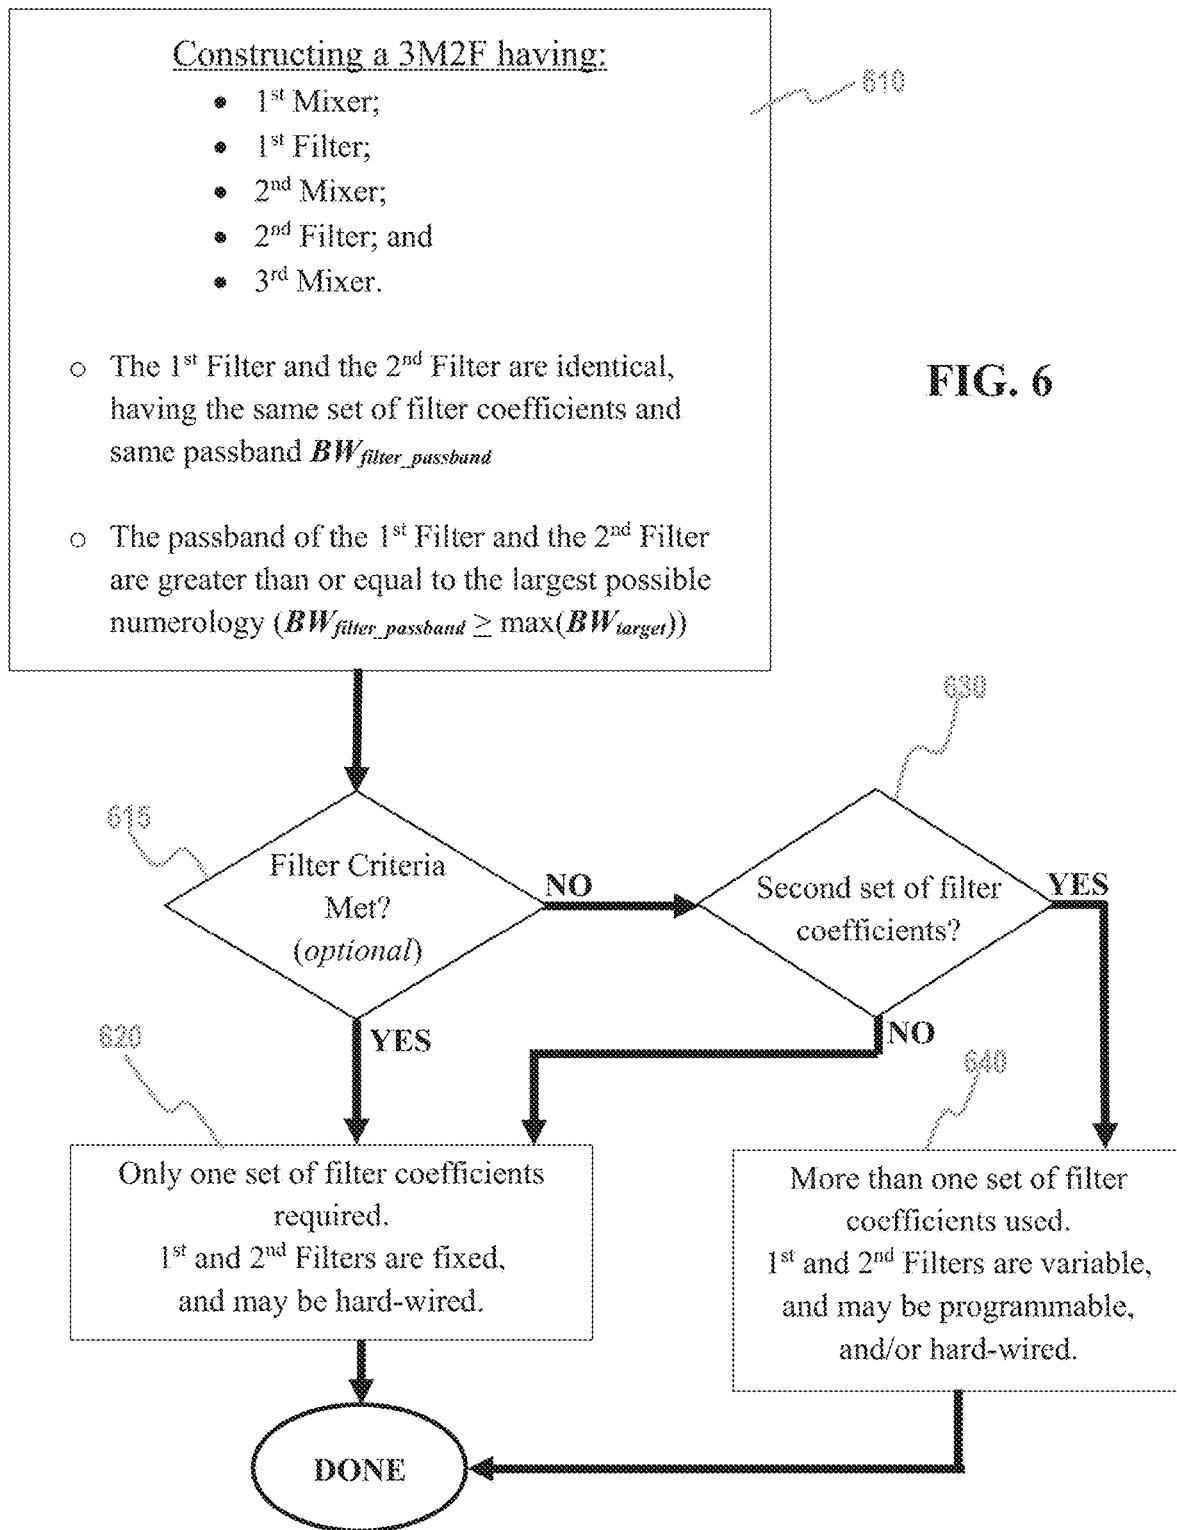 Constructing a 3M2F having:
• 1st Mixer;
• 1st Filter;
• 2nd Mixer;
• 2nd Filter; and
• 3rd Mixer.
610
○ The 1st Filter and the 2nd Filter are identical,
having the same set of filter coefficients and
same passband BWfilter_passband
FIG. 6
○ The passband of the 1st Filter and the 2nd Filter
are greater than or equal to the largest possible
numerology (BWfilter_passband ≥ max(BWtarget))
630
615
Filter Criteria
Met?
(optional)
NO
Second set of filter
coefficients?
YES
YES
NO
620
640
Only one set of filter coefficients
required.
1st and 2nd Filters are fixed,
and may be hard-wired.
More than one set of filter
coefficients used.
1st and 2nd Filters are variable,
and may be programmable,
and/or hard-wired.
DONE